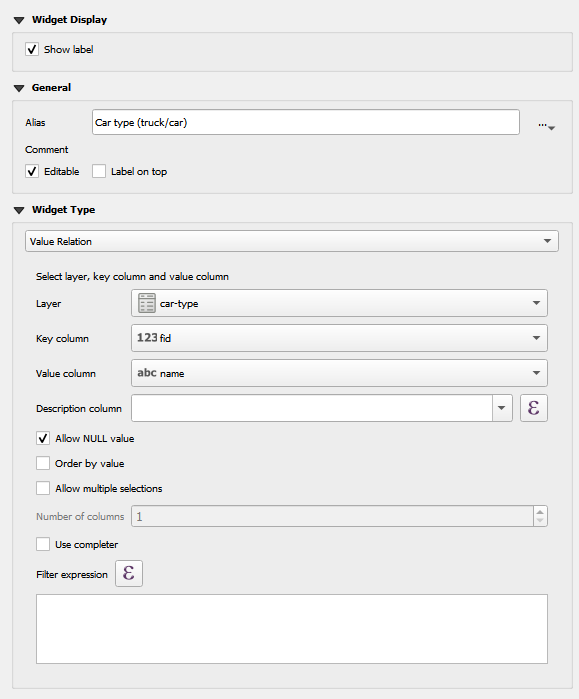 Widget Display
Show label
General
Alias Car type (truck/car) ...
Comment
Editable Label on top
Widget Type
Value Relation
Select layer, key column and value column
Layer car-type
Key column 123 fid
Value column abc name
Description column ε
Allow NULL value
Order by value
Allow multiple selections
Number of columns 1
Use completer
Filter expression ε